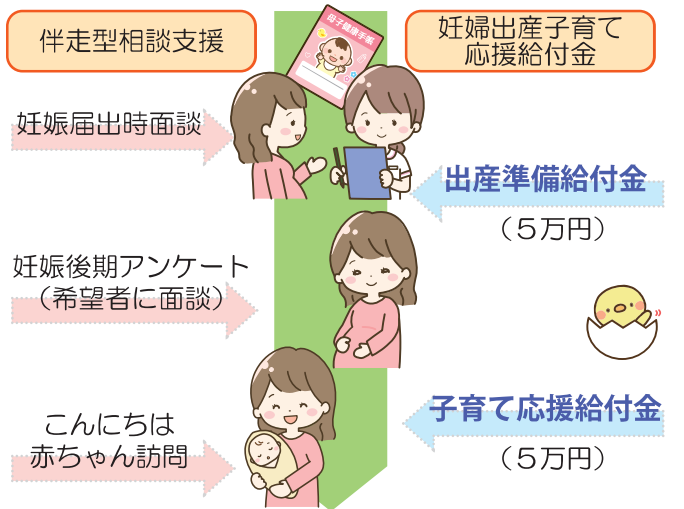 伴走型相談支援
母子健康手帳
妊婦出産子育て
応援給付金
妊娠届出時面談
出産準備給付金
（５万円）
妊娠後期アンケート
（希望者に面談）
子育て応援給付金
（５万円）
こんにちは
赤ちゃん訪問